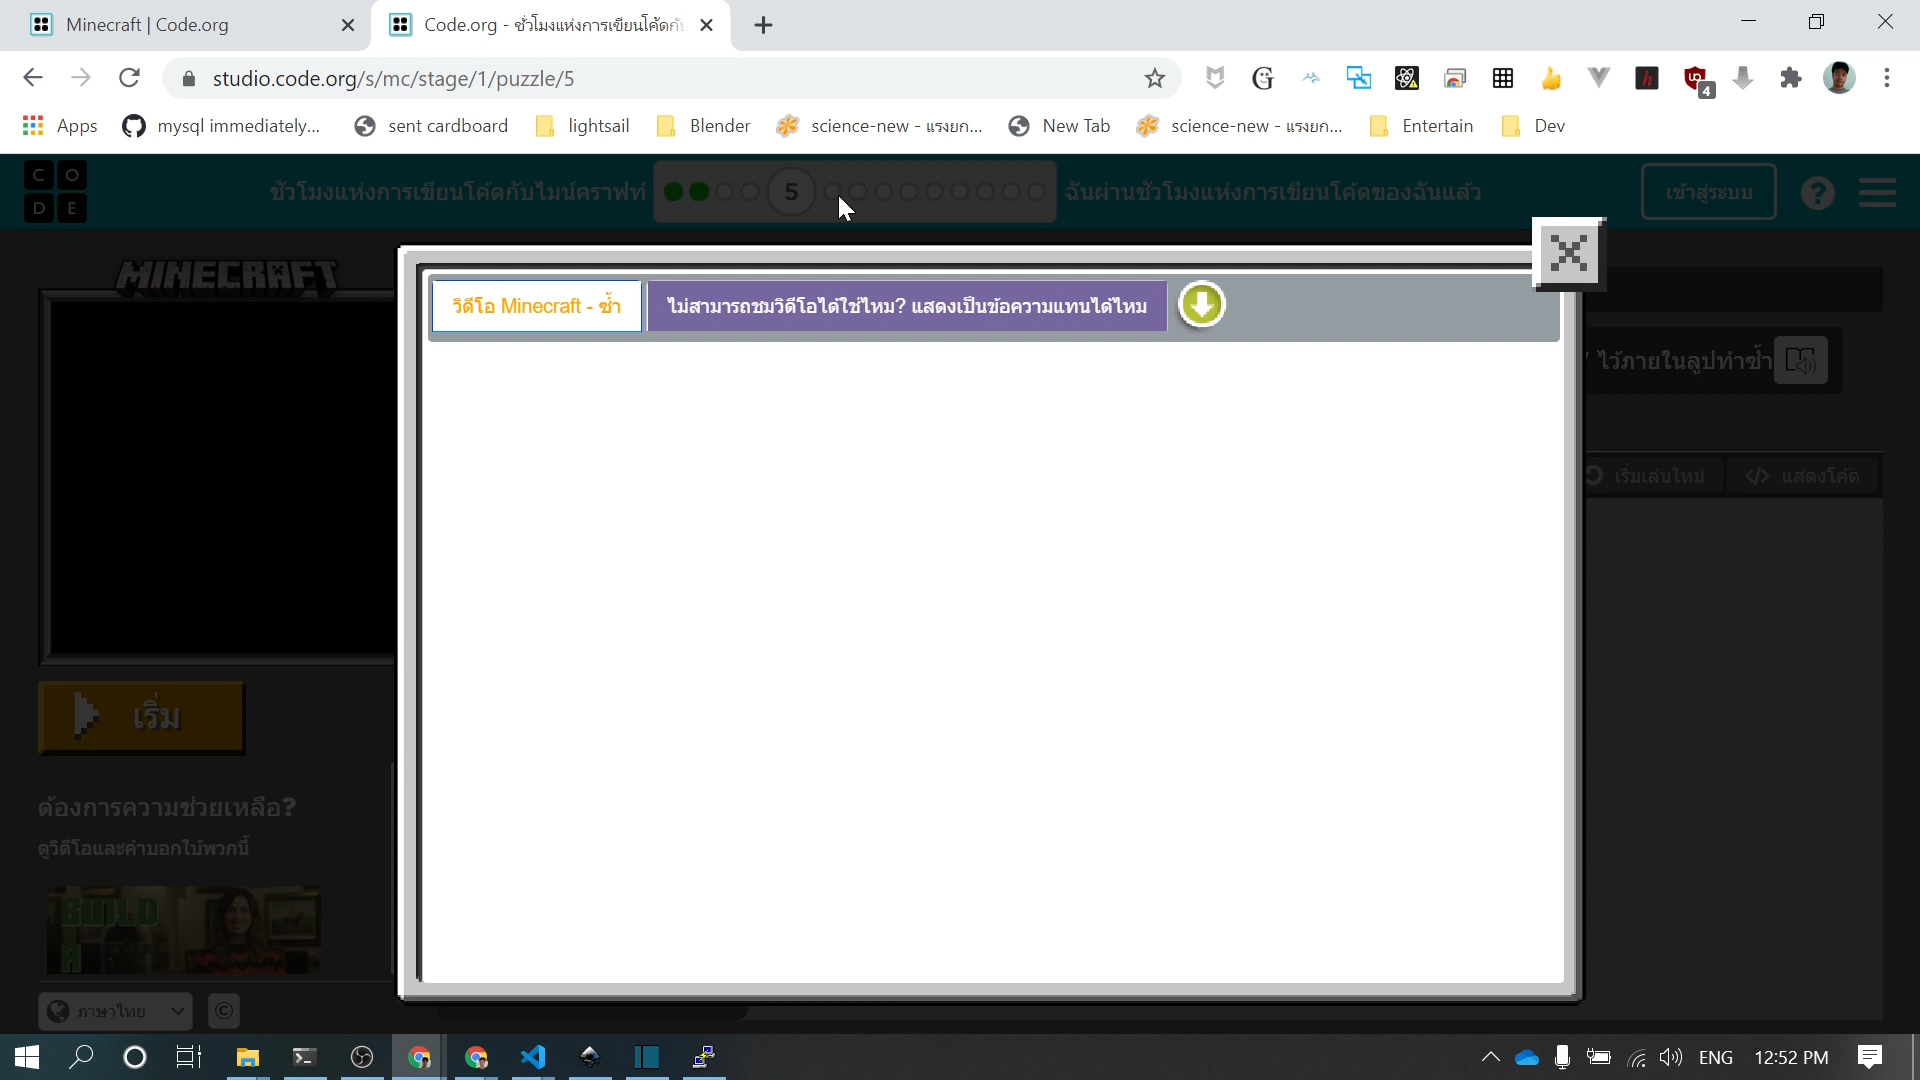 Minecraft | Code.org
Code.org - ชั่วโมงแห่งการเขียนโค้ดกับ
studio.code.org/s/mc/stage/1/puzzle/5
4
Apps
mysql immediately...
sent cardboard
lightsail
Blender
science-new - แรงยก...
New Tab
science-new - แรงยก...
Entertain
Dev
C O
D E
ชั่วโมงแห่งการเขียนโค้ดกับไมน์คราฟท์
5
ฉันผ่านชั่วโมงแห่งการเขียนโค้ดของฉันแล้ว
เข้าสู่ระบบ
?
MINECRAFT
วิดีโอ Minecraft - ซ้ำ
ไม่สามารถชมวิดีโอได้ใช่ไหม? แสดงเป็นข้อความแทนได้ไหม
' ไว้ภายในลูปทำซ้ำ
เริ่มเล่นใหม่
</> แสดงโค้ด
เริ่ม
ต้องการความช่วยเหลือ?
ดูวิดีโอและคำบอกใบ้พวกนี้
BUILD
A
ภาษาไทย
©
ENG
12:52 PM